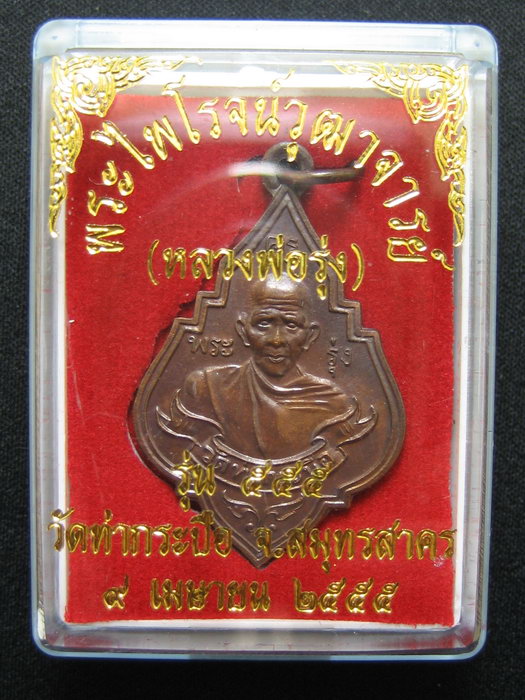 พระไพโรจน์วุฒาจารย์
(หลวงพ่อรุ่ง)
พระ รุ่ง
รุ่น ๕๕๕
วัดท่ากระบือ จ.สมุทรสาคร
๙ เมษายน ๒๕๕๕